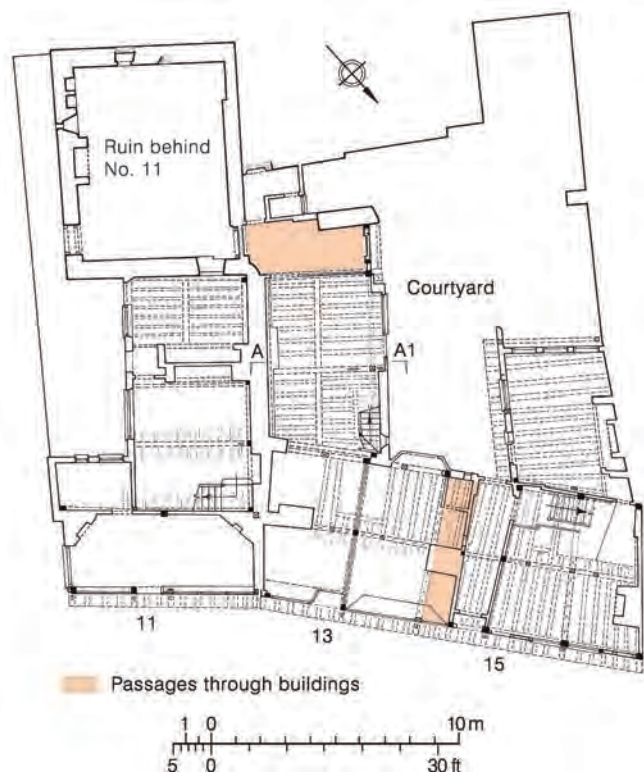 Ruin behind
No. 11
Courtyard
A
A1
11
13
15
Passages through buildings
1 0 10 m
5 0 30 ft